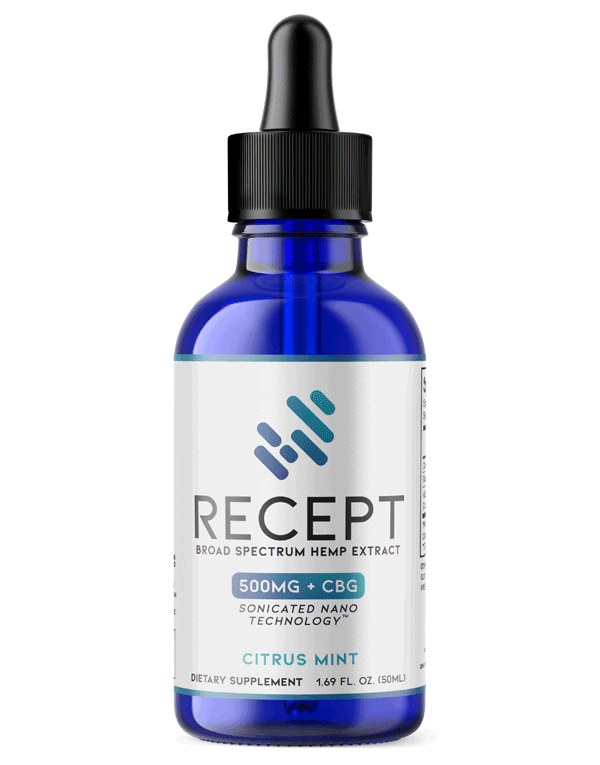 RECEPT
BROAD SPECTRUM HEMP EXTRACT
500MG + CBG
SONICATED NANO
TECHNOLOGY™
CITRUS MINT
DIETARY SUPPLEMENT 1.69 FL. OZ. (50ML)